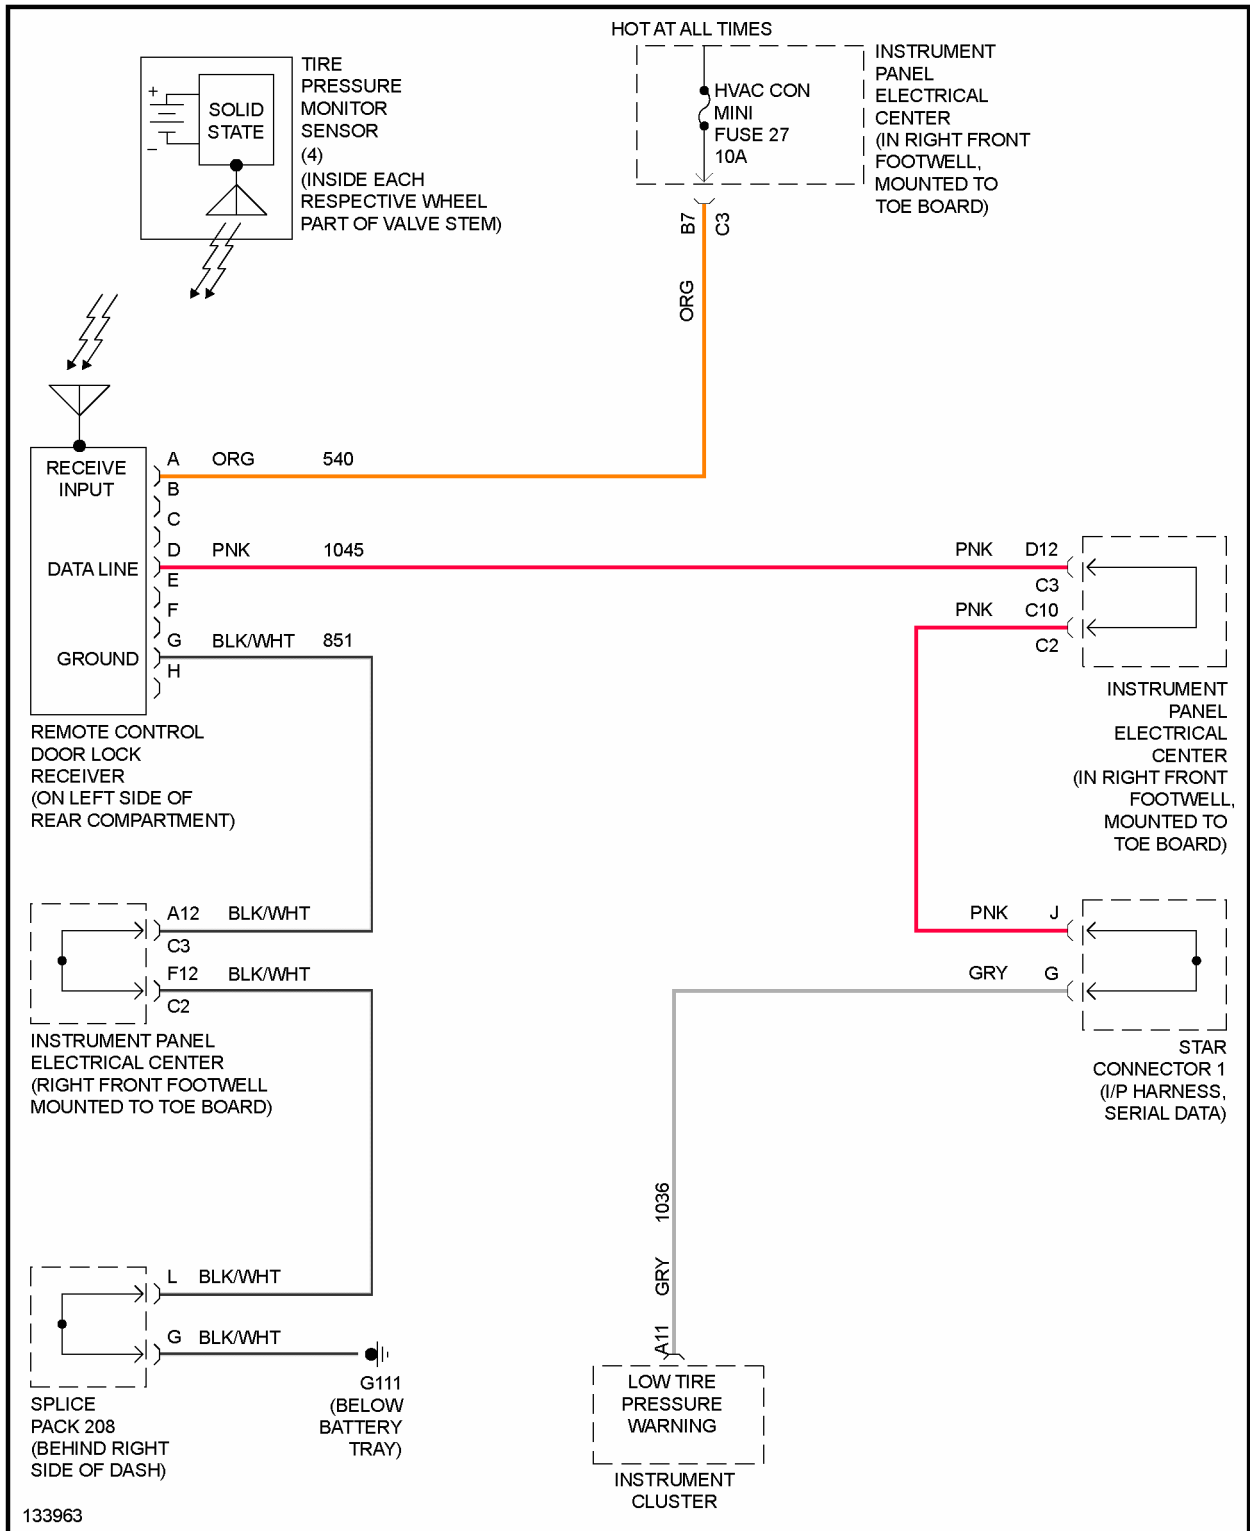 HOT AT ALL TIMES
TIRE
PRESSURE
MONITOR
SENSOR
(4)
(INSIDE EACH
RESPECTIVE WHEEL
PART OF VALVE STEM)
+
SOLID
STATE
–
HVAC CON
MINI
FUSE 27
10A
INSTRUMENT
PANEL
ELECTRICAL
CENTER
(IN RIGHT FRONT
FOOTWELL,
MOUNTED TO
TOE BOARD)
B7
C3
ORG
RECEIVE
INPUT
DATA LINE
GROUND
A ORG 540
B
C
D PNK 1045
E
F
G BLK/WHT 851
H
REMOTE CONTROL
DOOR LOCK
RECEIVER
(ON LEFT SIDE OF
REAR COMPARTMENT)
PNK D12
C3
PNK C10
C2
INSTRUMENT
PANEL
ELECTRICAL
CENTER
(IN RIGHT FRONT
FOOTWELL,
MOUNTED TO
TOE BOARD)
A12 BLK/WHT
C3
F12 BLK/WHT
C2
INSTRUMENT PANEL
ELECTRICAL CENTER
(RIGHT FRONT FOOTWELL
MOUNTED TO TOE BOARD)
PNK J
GRY G
STAR
CONNECTOR 1
(I/P HARNESS,
SERIAL DATA)
L BLK/WHT
G BLK/WHT
SPLICE
PACK 208
(BEHIND RIGHT
SIDE OF DASH)
G111
(BELOW
BATTERY
TRAY)
1036
GRY
A11
LOW TIRE
PRESSURE
WARNING
INSTRUMENT
CLUSTER
133963